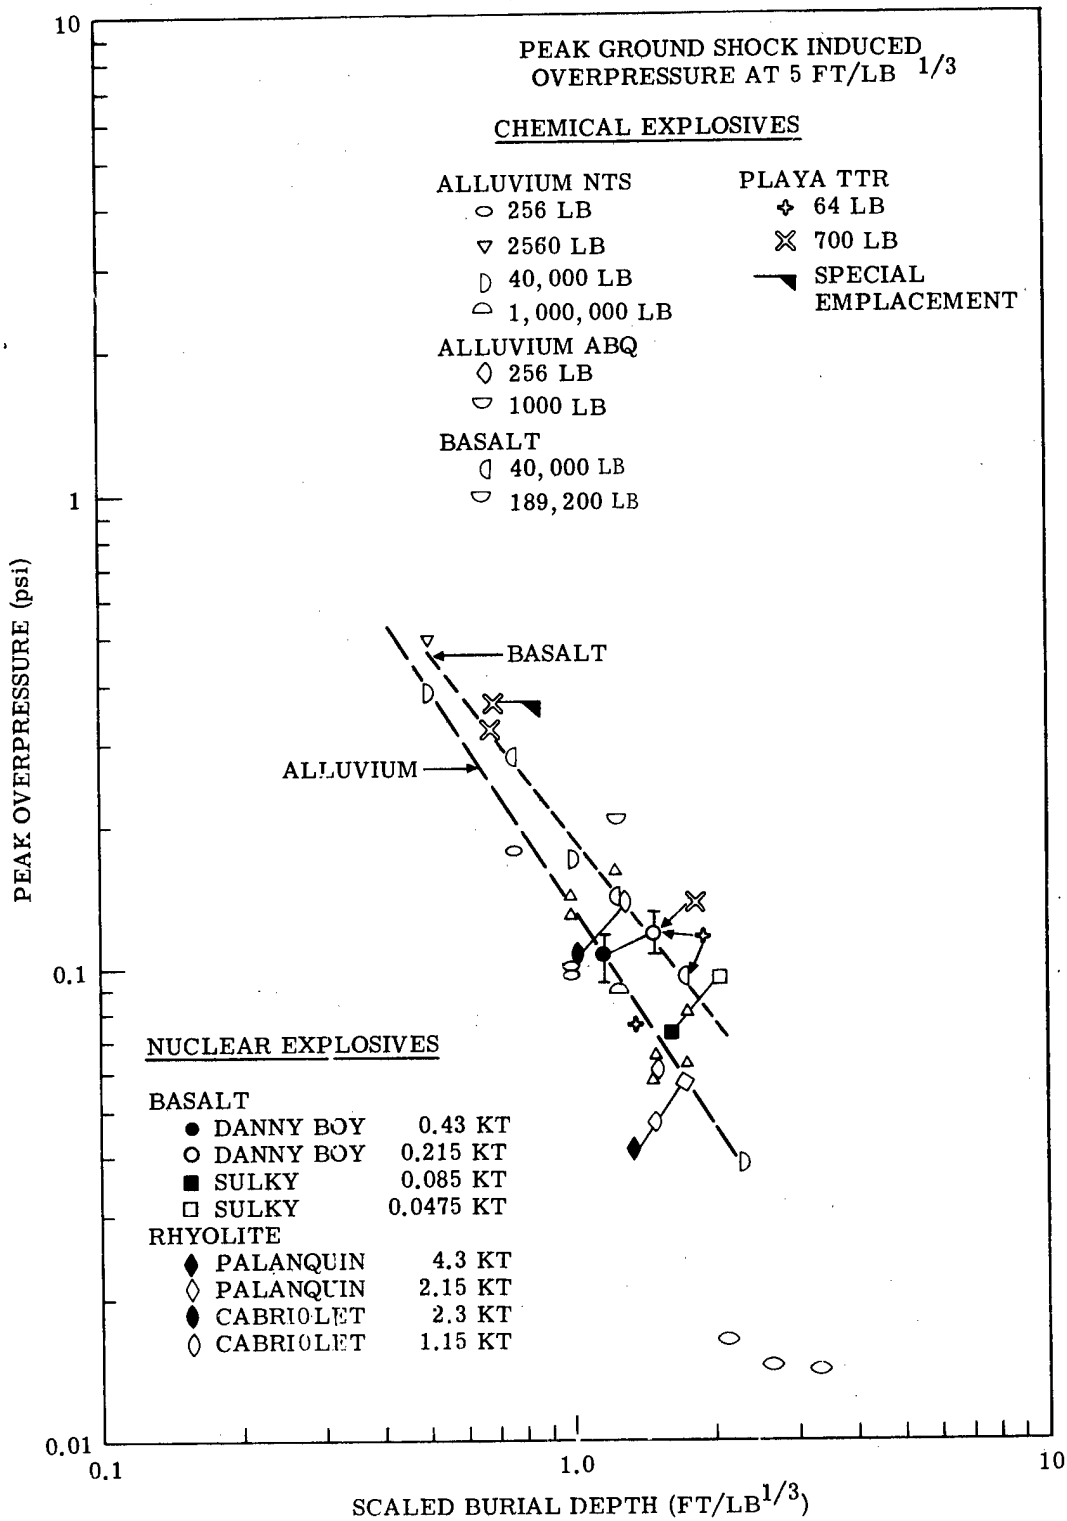 PEAK GROUND SHOCK INDUCED
OVERPRESSURE AT 5 FT/LB 1/3
CHEMICAL EXPLOSIVES
ALLUVIUM NTS
256 LB
2560 LB
40,000 LB
1,000,000 LB
ALLUVIUM ABQ
256 LB
1000 LB
BASALT
40,000 LB
189,200 LB
PLAYA TTR
64 LB
700 LB
SPECIAL
EMPLACEMENT
10
1
0.1
0.01
PEAK OVERPRESSURE (psi)
BASALT
ALLUVIUM
NUCLEAR EXPLOSIVES
BASALT
DANNY BOY 0.43 KT
DANNY BOY 0.215 KT
SULKY 0.085 KT
SULKY 0.0475 KT
RHYOLITE
PALANQUIN 4.3 KT
PALANQUIN 2.15 KT
CABRIOLET 2.3 KT
CABRIOLET 1.15 KT
0.1
1.0
10
SCALED BURIAL DEPTH (FT/LB1/3)